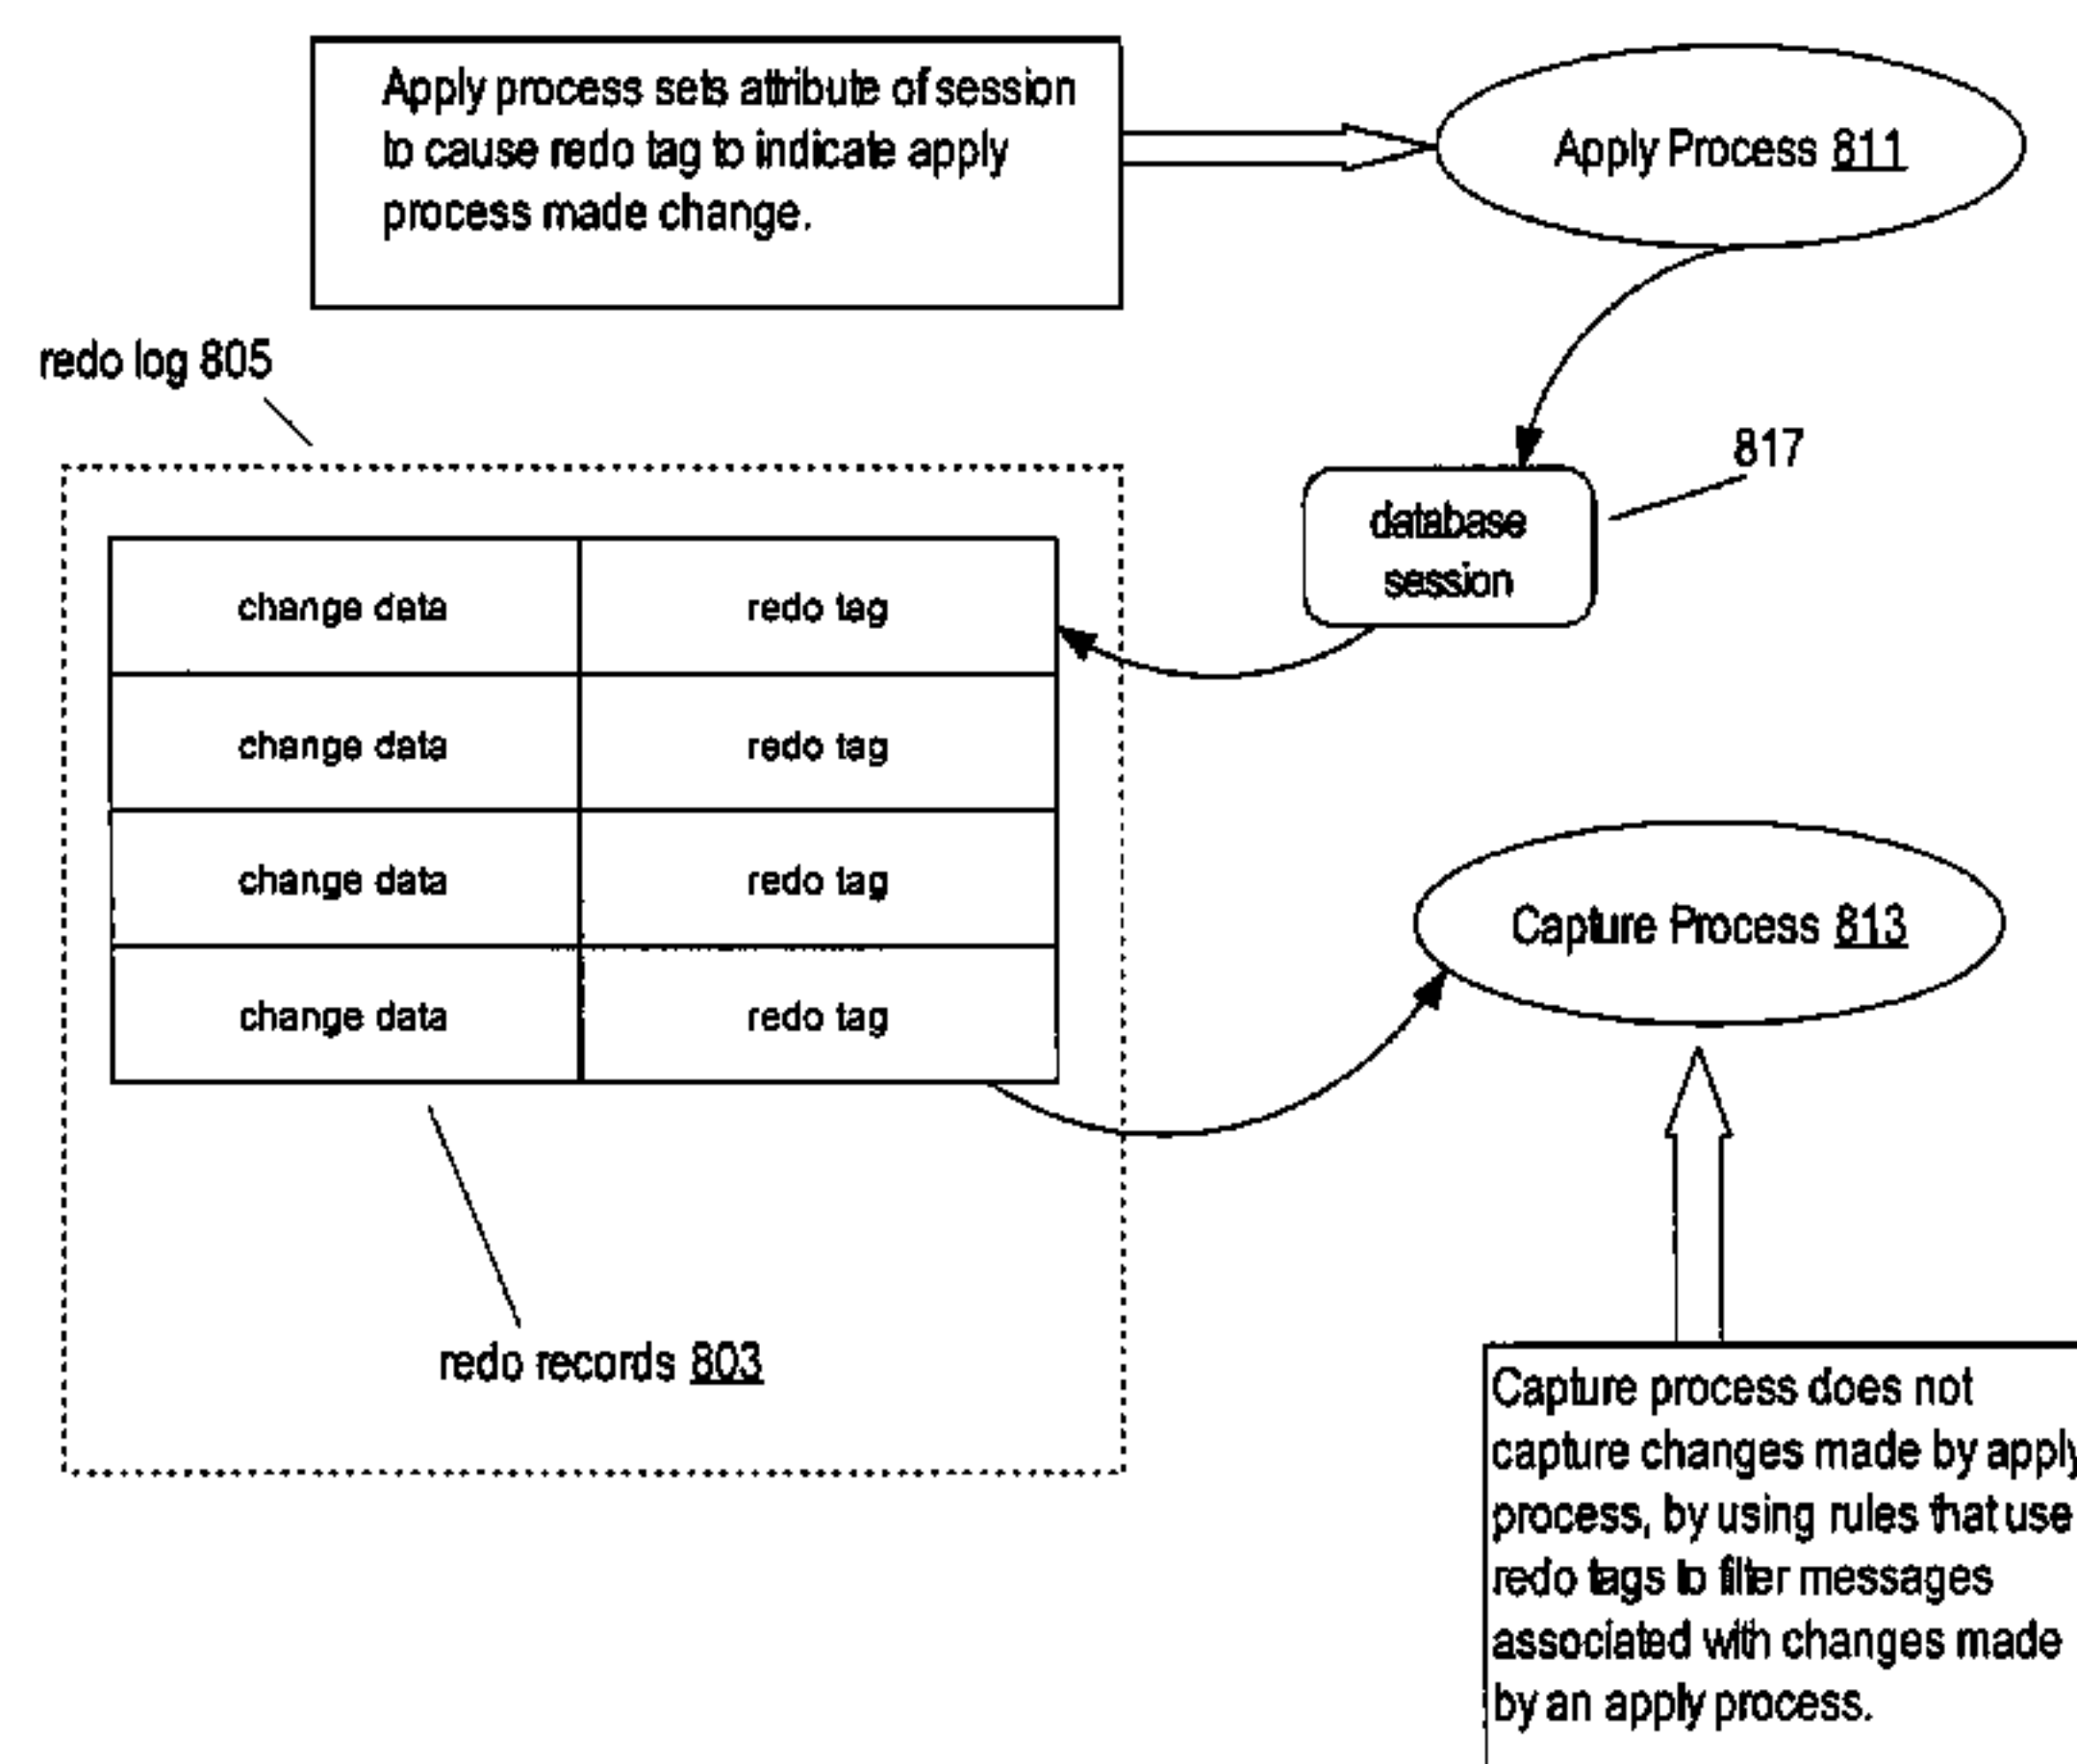 Apply process sets attribute of session
to cause redo tag to indicate apply
process made change.
Apply Process 811
redo log 805
817
database
session
change data redo tag
change data redo tag
change data redo tag
change data redo tag
Capture Process 813
redo records 803
Capture process does not
capture changes made by apply
process, by using rules that use
redo tags to filter messages
associated with changes made
by an apply process.